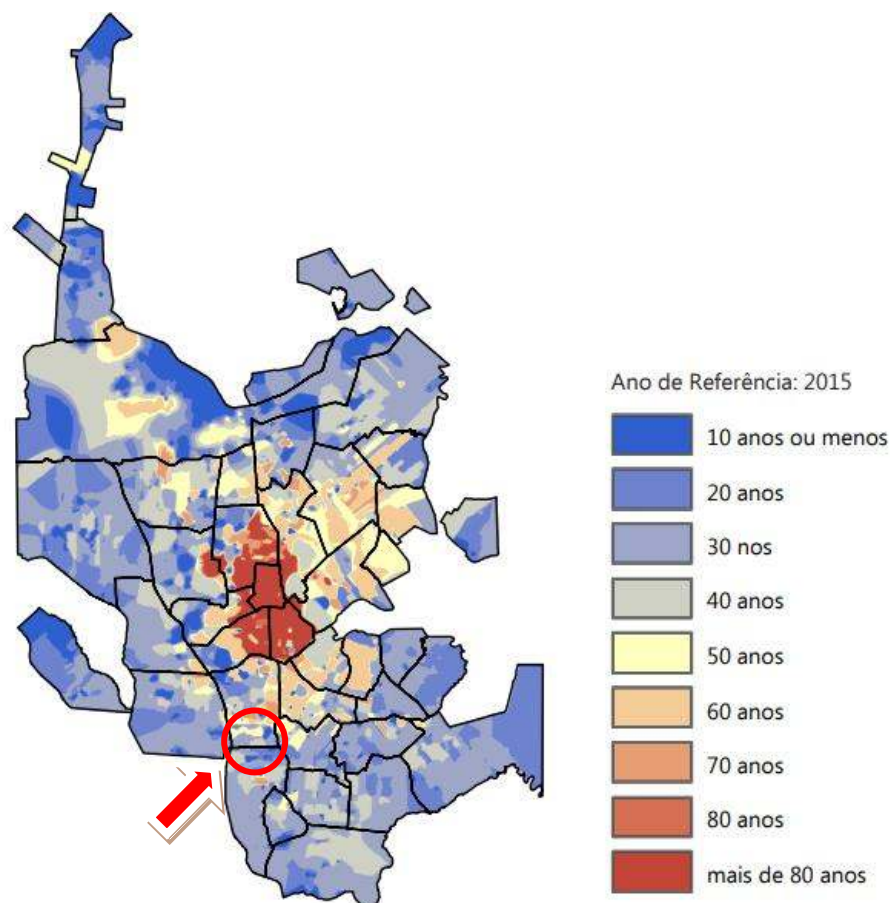 Ano de Referência: 2015
10 anos ou menos
20 anos
30 nos
40 anos
50 anos
60 anos
70 anos
80 anos
mais de 80 anos